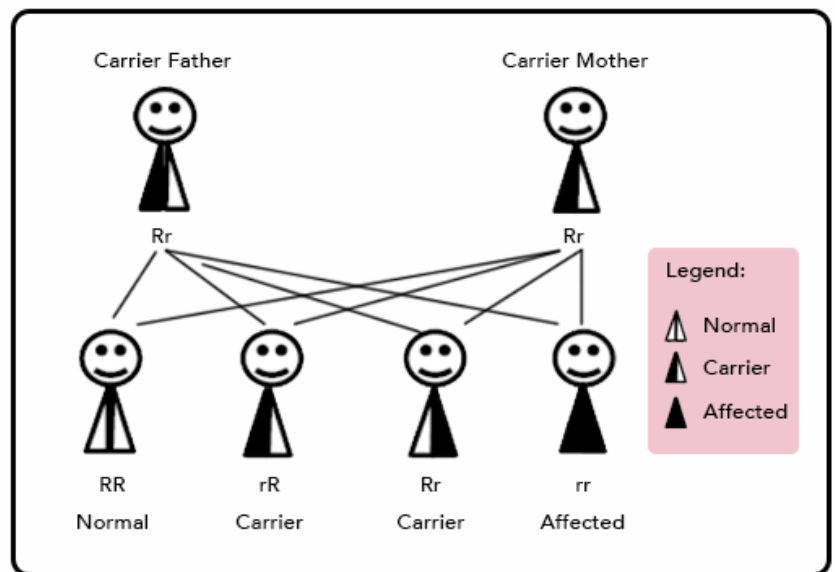 Carrier Father
Carrier Mother
Rr
Rr
Legend:
Normal
Carrier
Affected
RR
rR
Rr
rr
Normal
Carrier
Carrier
Affected